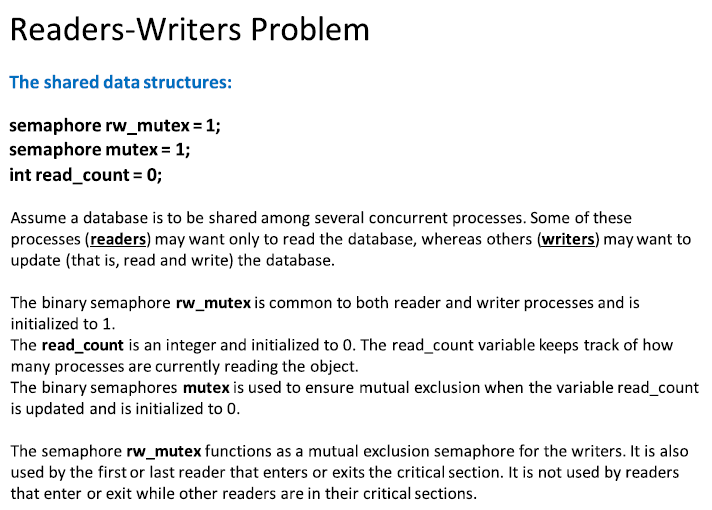 Readers-Writers Problem
The shared data structures:
semaphore rw_mutex = 1;
semaphore mutex = 1;
int read_count = 0;
Assume a database is to be shared among several concurrent processes. Some of these
processes (readers) may want only to read the database, whereas others (writers) may want to
update (that is, read and write) the database.
The binary semaphore rw_mutex is common to both reader and writer processes and is
initialized to 1.
The read_count is an integer and initialized to 0. The read_count variable keeps track of how
many processes are currently reading the object.
The binary semaphores mutex is used to ensure mutual exclusion when the variable read_count
is updated and is initialized to 0.
The semaphore rw_mutex functions as a mutual exclusion semaphore for the writers. It is also
used by the first or last reader that enters or exits the critical section. It is not used by readers
that enter or exit while other readers are in their critical sections.